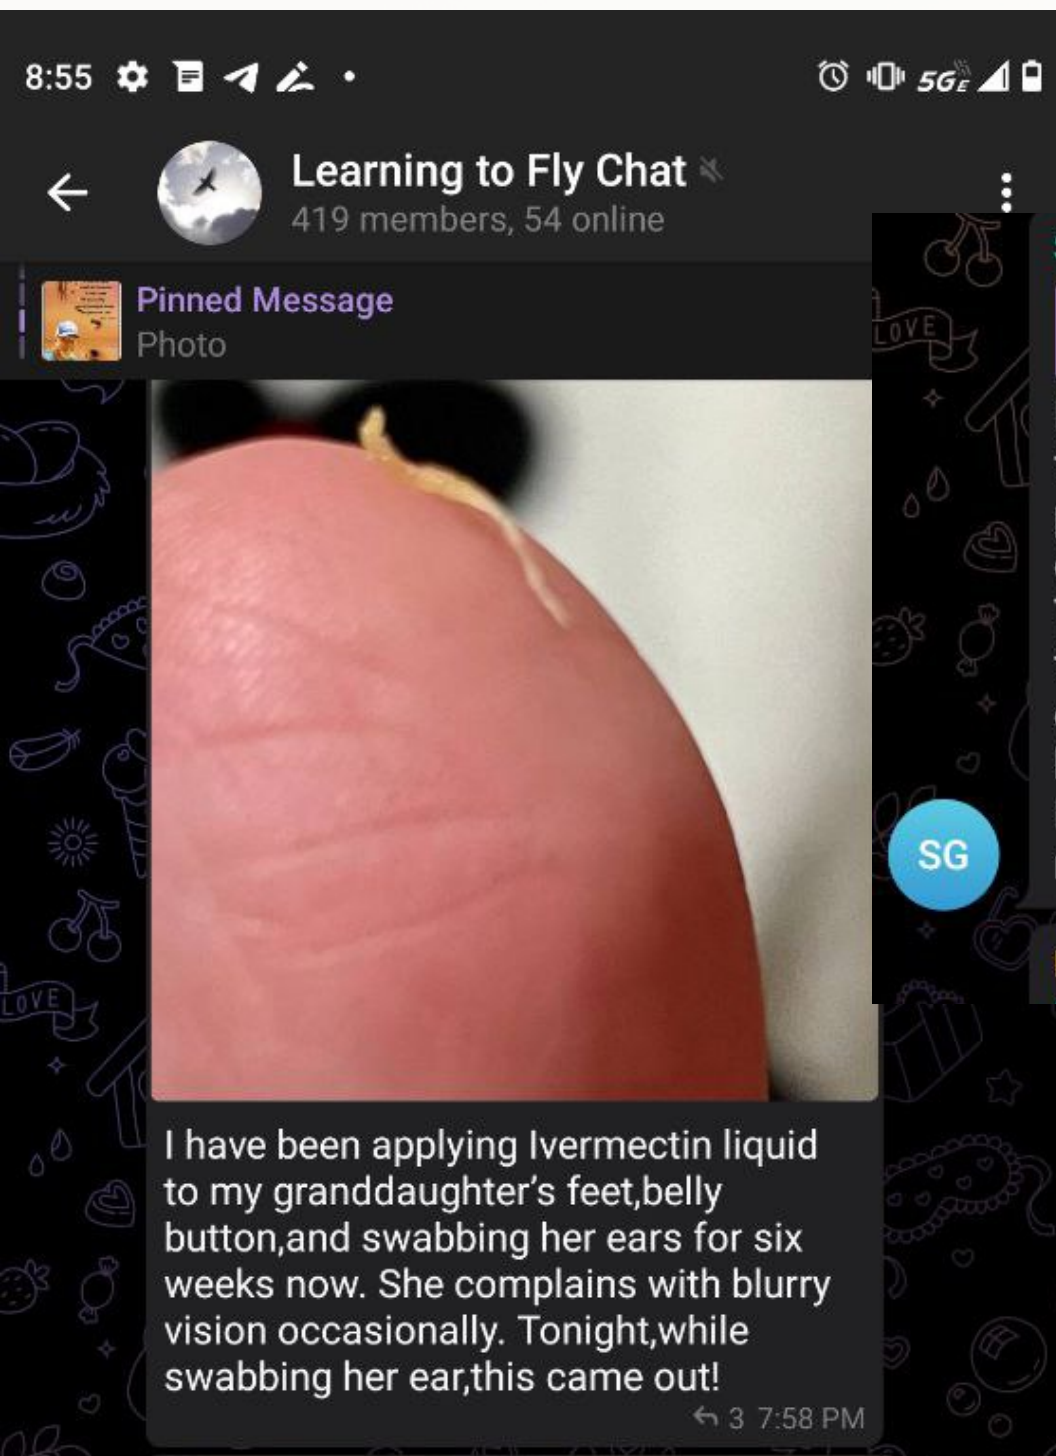 8:55
5GE
Learning to Fly Chat
419 members, 54 online
Pinned Message
Photo
LOVE
SG
LOVE
I have been applying Ivermectin liquid
to my granddaughter's feet,belly
button,and swabbing her ears for six
weeks now. She complains with blurry
vision occasionally. Tonight,while
swabbing her ear,this came out!
3 7:58 PM